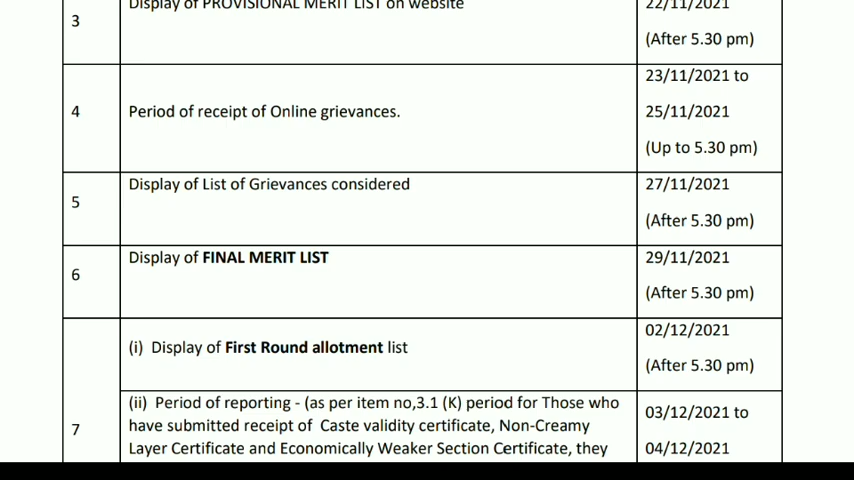 Display of PROVISIONAL MERIT LIST on website
22/11/2021
3
(After 5.30 pm)
23/11/2021 to
4
Period of receipt of Online grievances.
25/11/2021
(Up to 5.30 pm)
Display of List of Grievances considered
27/11/2021
5
(After 5.30 pm)
Display of FINAL MERIT LIST
29/11/2021
6
(After 5.30 pm)
02/12/2021
(i) Display of First Round allotment list
(After 5.30 pm)
7
(ii) Period of reporting - (as per item no,3.1 (K) period for Those who
have submitted receipt of Caste validity certificate, Non-Creamy
Layer Certificate and Economically Weaker Section Certificate, they
03/12/2021 to
04/12/2021